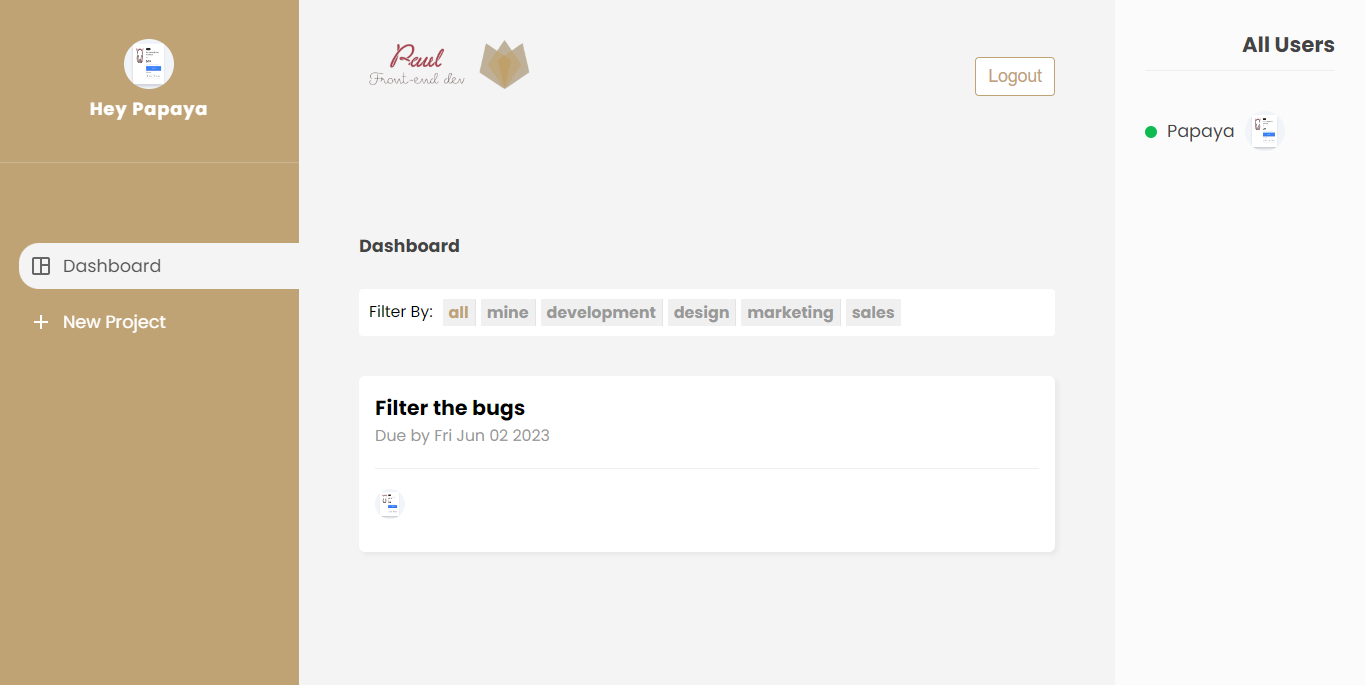 Hey Papaya
Dashboard
New Project
Raul
Front-end dev
Logout
Dashboard
Filter By: all mine development design marketing sales
Filter the bugs
Due by Fri Jun 02 2023
All Users
Papaya